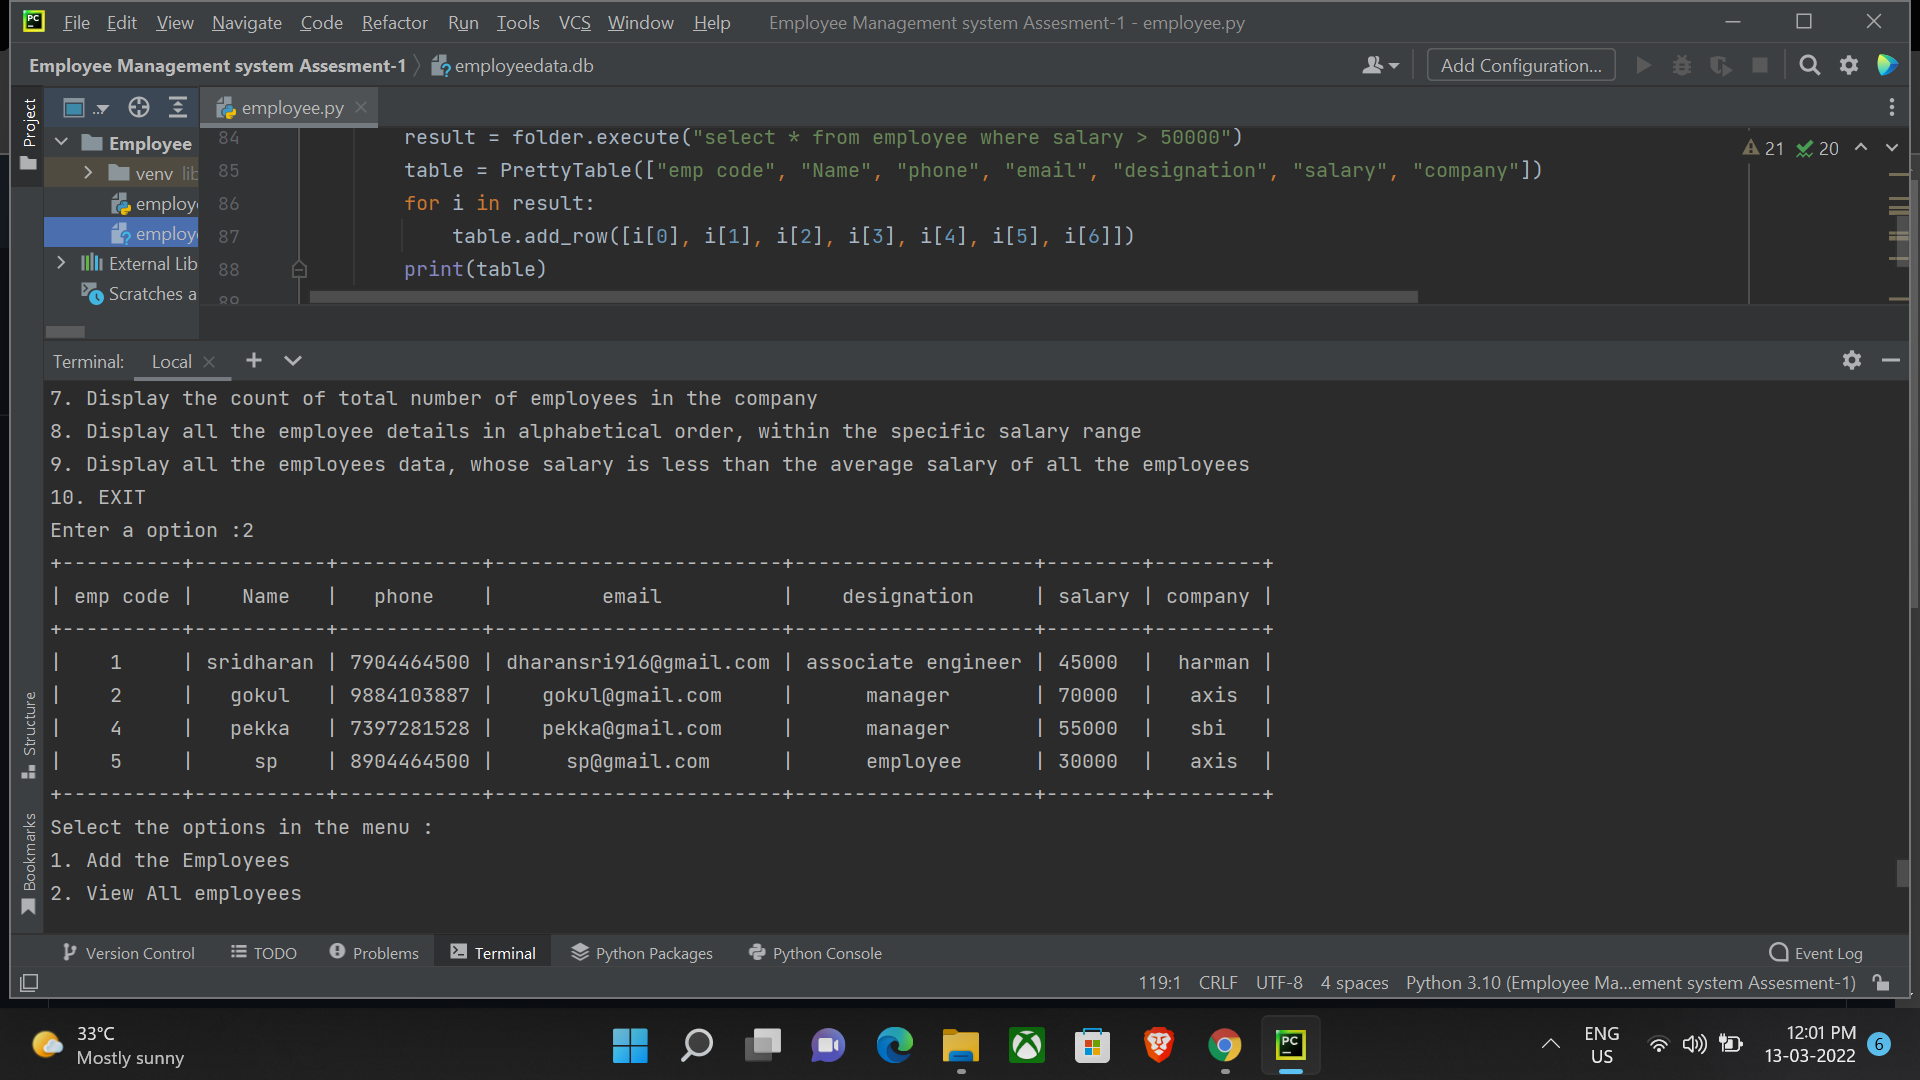 PC File Edit View Navigate Code Refactor Run Tools VCS Window Help Employee Management system Assesment-1 - employee.py
Employee Management system Assesment-1 employeedata.db Add Configuration...
Project .. employee.py
Employee
venv lib
employe
employe
External Lib
Scratches a
84 result = folder.execute("select * from employee where salary > 50000")
85 table = PrettyTable(["emp code", "Name", "phone", "email", "designation", "salary", "company"])
86 for i in result:
87 table.add_row([i[0], i[1], i[2], i[3], i[4], i[5], i[6]])
88 print(table)
89
21 20
Terminal: Local
7. Display the count of total number of employees in the company
8. Display all the employee details in alphabetical order, within the specific salary range
9. Display all the employees data, whose salary is less than the average salary of all the employees
10. EXIT
Enter a option :2
+----------+-----------+------------+------------------------+--------------------+--------+---------+
| emp code |    Name   |   phone    |         email          |    designation     | salary | company |
+----------+-----------+------------+------------------------+--------------------+--------+---------+
|    1     | sridharan | 7904464500 | dharansri916@gmail.com | associate engineer | 45000  |  harman |
|    2     |   gokul   | 9884103887 |    gokul@gmail.com     |      manager       | 70000  |   axis  |
|    4     |   pekka   | 7397281528 |    pekka@gmail.com     |      manager       | 55000  |   sbi   |
|    5     |     sp    | 8904464500 |      sp@gmail.com      |      employee      | 30000  |   axis  |
+----------+-----------+------------+------------------------+--------------------+--------+---------+
Select the options in the menu :
1. Add the Employees
2. View All employees
Structure
Bookmarks
Version Control TODO Problems Terminal Python Packages Python Console Event Log
119:1 CRLF UTF-8 4 spaces Python 3.10 (Employee Ma...ement system Assesment-1)
33°C
Mostly sunny
PC
ENG
US
12:01 PM
13-03-2022
6